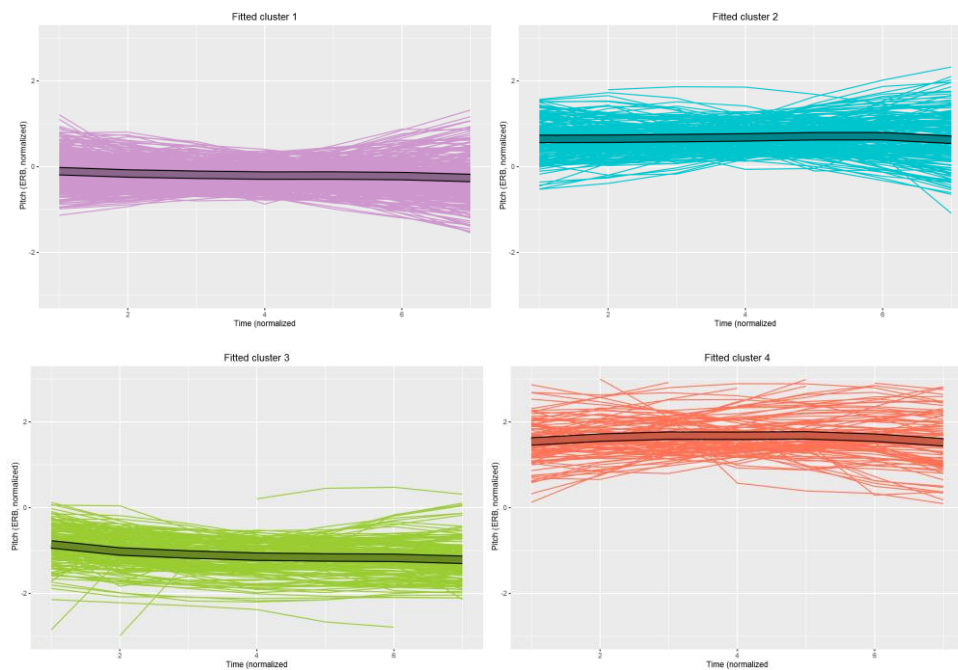 Fitted cluster 1
Pitch (ERB, normalized)
2
0
-2
2
4
6
Time (normalized
Fitted cluster 2
Pitch (ERB, normalized)
2
0
-2
2
4
6
Time (normalized
Fitted cluster 3
Pitch (ERB, normalized)
2
0
-2
2
4
6
Time (normalized
Fitted cluster 4
Pitch (ERB, normalized)
2
0
-2
2
4
6
Time (normalized